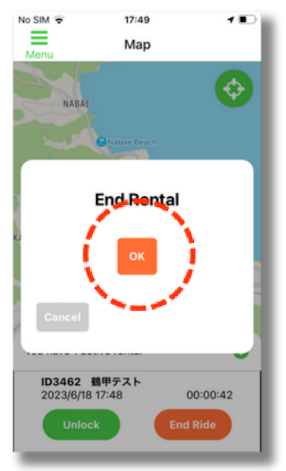 No SIM 17:49
Menu
Map
NABAE
Nabae Beach
End Rental
OK
Cancel
ID3462 鶴甲テスト
2023/6/18 17:48 00:00:42
Unlock End Ride